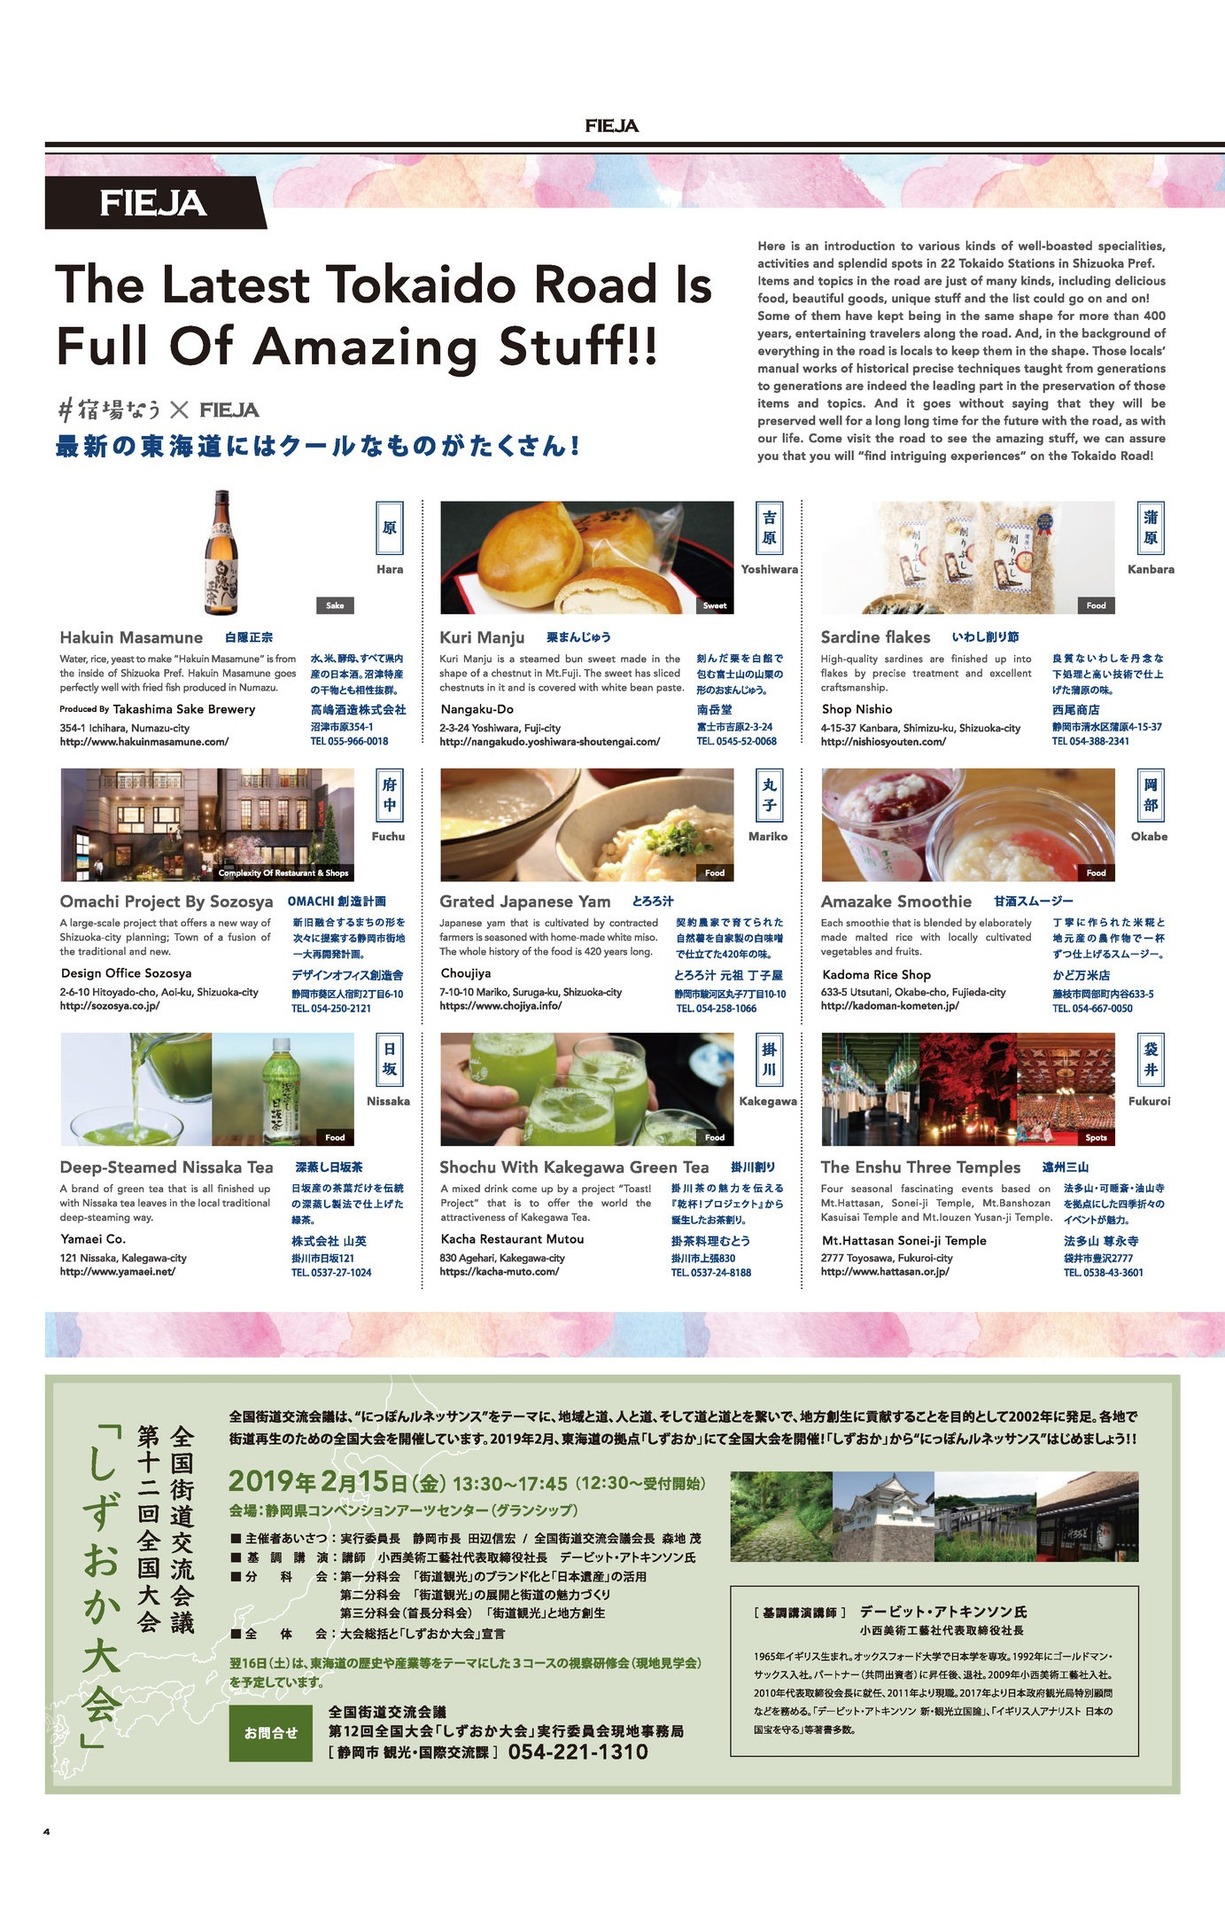 FIEJA
FIEJA
The Latest Tokaido Road Is
Full Of Amazing Stuff!!
#宿場なう×FIEJA
最新の東海道にはクールなものがたくさん！
Here is an introduction to various kinds of well-boasted specialities,
activities and splendid spots in 22 Tokaido Stations in Shizuoka Pref.
Items and topics in the road are just of many kinds, including delicious
food, beautiful goods, unique stuff and the list could go on and on!
Some of them have kept being in the same shape for more than 400
years, entertaining travelers along the road. And, in the background of
everything in the road is locals to keep them in the shape. Those locals’
manual works of historical precise techniques taught from generations
to generations are indeed the leading part in the preservation of those
items and topics. And it goes without saying that they will be
preserved well for a long long time for the future with the road, as with
our life. Come visit the road to see the amazing stuff, we can assure
you that you will “find intriguing experiences” on the Tokaido Road!
原
Hara
Sake
Hakuin Masamune 白隠正宗
Water, rice, yeast to make “Hakuin Masamune” is from
the inside of Shizuoka Pref. Hakuin Masamune goes
perfectly well with fried fish produced in Numazu.
Produced By Takashima Sake Brewery
354-1 Ichihara, Numazu-city
http://www.hakuinmasamune.com/
水、米、酵母、すべて県内
産の日本酒。沼津特産
の干物とも相性抜群。
高嶋酒造株式会社
沼津市原354-1
TEL 055-966-0018
吉原
Yoshiwara
Sweet
Kuri Manju 栗まんじゅう
Kuri Manju is a steamed bun sweet made in the
shape of a chestnut in Mt.Fuji. The sweet has sliced
chestnuts in it and is covered with white bean paste.
Nangaku-Do
2-3-24 Yoshiwara, Fuji-city
http://nangakudo.yoshiwara-shoutengai.com/
刻んだ栗を白餡で
包む富士山の山栗の
形のおまんじゅう。
南岳堂
富士市吉原2-3-24
TEL. 0545-52-0068
蒲原
Kanbara
削りぶし
削りぶし
削りぶし
Food
Sardine flakes いわし削り節
High-quality sardines are finished up into
flakes by precise treatment and excellent
craftsmanship.
Shop Nishio
4-15-37 Kanbara, Shimizu-ku, Shizuoka-city
http://nishiosyouten.com/
良質ないわしを丹念な
下処理と高い技術で仕上
げた蒲原の味。
西尾商店
静岡市清水区蒲原4-15-37
TEL 054-388-2341
府中
Fuchu
Complexity Of Restaurant & Shops
Omachi Project By Sozosya OMACHI 創造計画
A large-scale project that offers a new way of
Shizuoka-city planning; Town of a fusion of
the traditional and new.
Design Office Sozosya
2-6-10 Hitoyado-cho, Aoi-ku, Shizuoka-city
http://sozosya.co.jp/
新旧融合するまちの形を
次々に提案する静岡市街地
一大再開発計画。
デザインオフィス創造舎
静岡市葵区人宿町2丁目6-10
TEL. 054-250-2121
丸子
Mariko
Food
Grated Japanese Yam とろろ汁
Japanese yam that is cultivated by contracted
farmers is seasoned with home-made white miso.
The whole history of the food is 420 years long.
Choujiya
7-10-10 Mariko, Suruga-ku, Shizuoka-city
https://www.chojiya.info/
契約農家で育てられた
自然薯を自家製の白味噌
で仕立てた420年の味。
とろろ汁 元祖 丁子屋
静岡市駿河区丸子7丁目10-10
TEL. 054-258-1066
岡部
Okabe
Food
Amazake Smoothie 甘酒スムージー
Each smoothie that is blended by elaborately
made malted rice with locally cultivated
vegetables and fruits.
Kadoma Rice Shop
633-5 Utsutani, Okabe-cho, Fujieda-city
http://kadoman-kometen.jp/
丁寧に作られた米糀と
地元産の農作物で一杯
ずつ仕上げるスムージー。
かど万米店
藤枝市岡部町内谷633-5
TEL. 054-667-0050
日坂
Nissaka
Food
Deep-Steamed Nissaka Tea 深蒸し日坂茶
A brand of green tea that is all finished up
with Nissaka tea leaves in the local traditional
deep-steaming way.
Yamaei Co.
121 Nissaka, Kalegawa-city
http://www.yamaei.net/
日坂産の茶葉だけを伝統
の深蒸し製法で仕上げた
緑茶。
株式会社 山英
掛川市日坂121
TEL. 0537-27-1024
掛川
Kakegawa
Food
Shochu With Kakegawa Green Tea 掛川割り
A mixed drink come up by a project “Toast!
Project” that is to offer the world the
attractiveness of Kakegawa Tea.
Kacha Restaurant Mutou
830 Agehari, Kakegawa-city
https://kacha-muto.com/
掛川茶の魅力を伝える
『乾杯！プロジェクト』から
誕生したお茶割り。
掛茶料理むとう
掛川市上張830
TEL. 0537-24-8188
袋井
Fukuroi
Spots
The Enshu Three Temples 遠州三山
Four seasonal fascinating events based on
Mt.Hattasan, Sonei-ji Temple, Mt.Banshozan
Kasuisai Temple and Mt.Iouzen Yusan-ji Temple.
Mt.Hattasan Sonei-ji Temple
2777 Toyosawa, Fukuroi-city
http://www.hattasan.or.jp/
法多山・可睡斎・油山寺
を拠点にした四季折々の
イベントが魅力。
法多山 尊永寺
袋井市豊沢2777
TEL. 0538-43-3601
全国街道交流会議
第十二回全国大会
「しずおか大会」
全国街道交流会議は、“にっぽんルネッサンス”をテーマに、地域と道、人と道、そして道と道とを繋いで、地方創生に貢献することを目的として2002年に発足。各地で
街道再生のための全国大会を開催しています。2019年2月、東海道の拠点「しずおか」にて全国大会を開催！「しずおか」から“にっぽんルネッサンス”はじめましょう！！
2019年2月15日（金）13:30～17:45（12:30～受付開始）
会場：静岡県コンベンションアーツセンター（グランシップ）
■主催者あいさつ：実行委員長 静岡市長 田辺信宏 / 全国街道交流会議会長 森地 茂
■基調講演：講師 小西美術工藝社代表取締役社長 デービット・アトキンソン氏
■分科会：第一分科会 「街道観光」のブランド化と「日本遺産」の活用
第二分科会 「街道観光」の展開と街道の魅力づくり
第三分科会（首長分科会） 「街道観光」と地方創生
■全体会：大会総括と「しずおか大会」宣言
翌16日（土）は、東海道の歴史や産業等をテーマにした３コースの視察研修会（現地見学会）
を予定しています。
お問合せ
全国街道交流会議
第12回全国大会「しずおか大会」実行委員会現地事務局
［静岡市 観光・国際交流課］ 054-221-1310
［基調講演講師］ デービット・アトキンソン氏
小西美術工藝社代表取締役社長
1965年イギリス生まれ。オックスフォード大学で日本学を専攻。1992年にゴールドマン・
サックス入社。パートナー（共同出資者）に昇任後、退社。2009年小西美術工藝社入社。
2010年代表取締役会長に就任、2011年より現職。2017年より日本政府観光局特別顧問
などを務める。「デービット・アトキンソン 新・観光立国論」、「イギリス人アナリスト 日本の
国宝を守る」等著書多数。
4